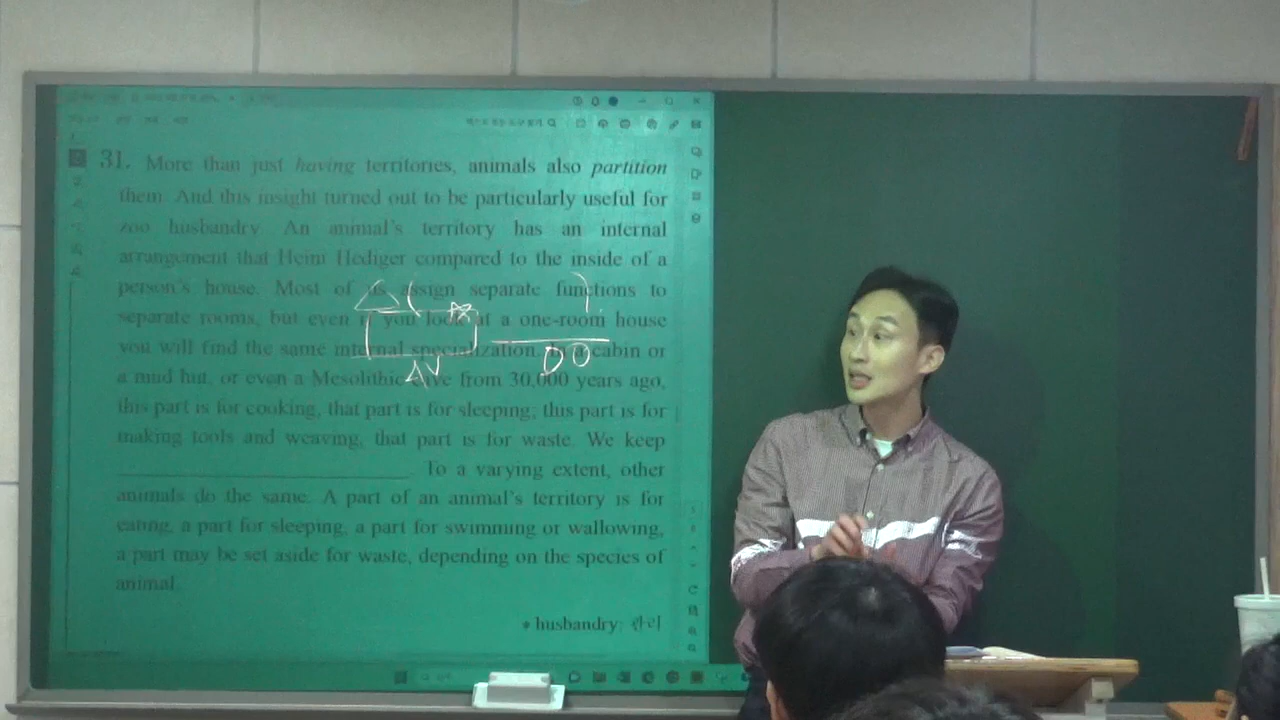 31. More than just having territories, animals also partition
them. And this insight turned out to be particularly useful for
zoo husbandry. An animal's territory has an internal
arrangement that Heini Hediger compared to the inside of a
person's house. Most of us assign separate functions to
separate rooms, but even if you look at a one-room house
you will find the same internal specialization. In a cabin or
a mud hut, or even a Mesolithic cave from 30,000 years ago,
this part is for cooking, that part is for sleeping; this part is for
making tools and weaving, that part is for waste. We keep
____________________. To a varying extent, other
animals do the same. A part of an animal's territory is for
eating, a part for sleeping, a part for swimming or wallowing,
a part may be set aside for waste, depending on the species of
animal.
* husbandry: 관리